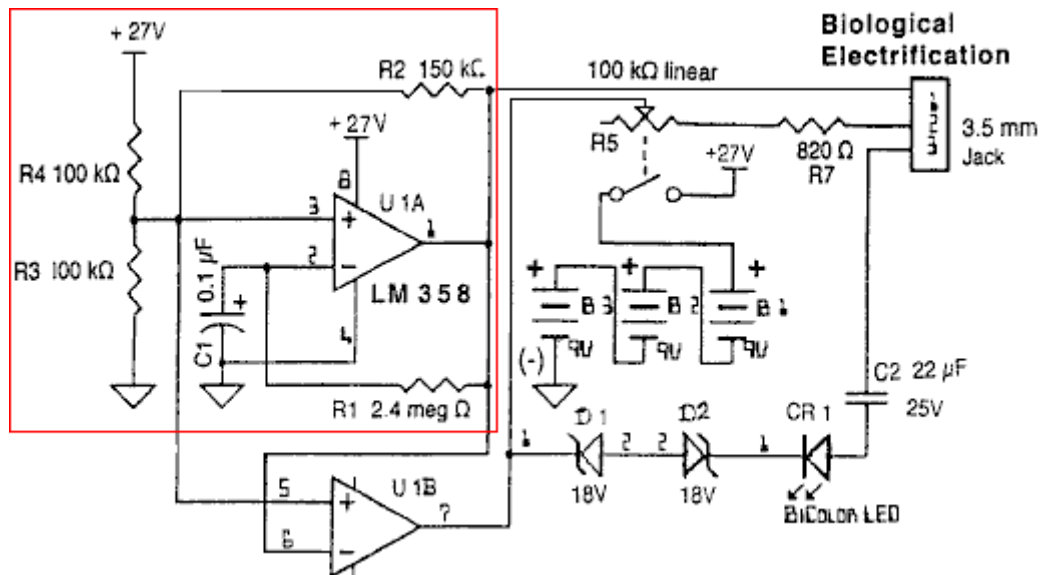 + 27V
Biological
Electrification
R2 150 kΩ
100 kΩ linear
+ 27V
R5
+27V
820 Ω
R7
3.5 mm
Jack
R4 100 kΩ
8
U 1A
3
+
1
2
−
R3 100 kΩ
0.1 µF
+
C1
LM 358
4
+
+
+
B 3
B 2
B 1
9V
9V
9V
(-)
R1 2.4 meg Ω
C2 22 µF
25V
D1
D2
CR 1
1
2
2
1
18V
18V
BiColor LED
U 1B
5
+
7
6
−